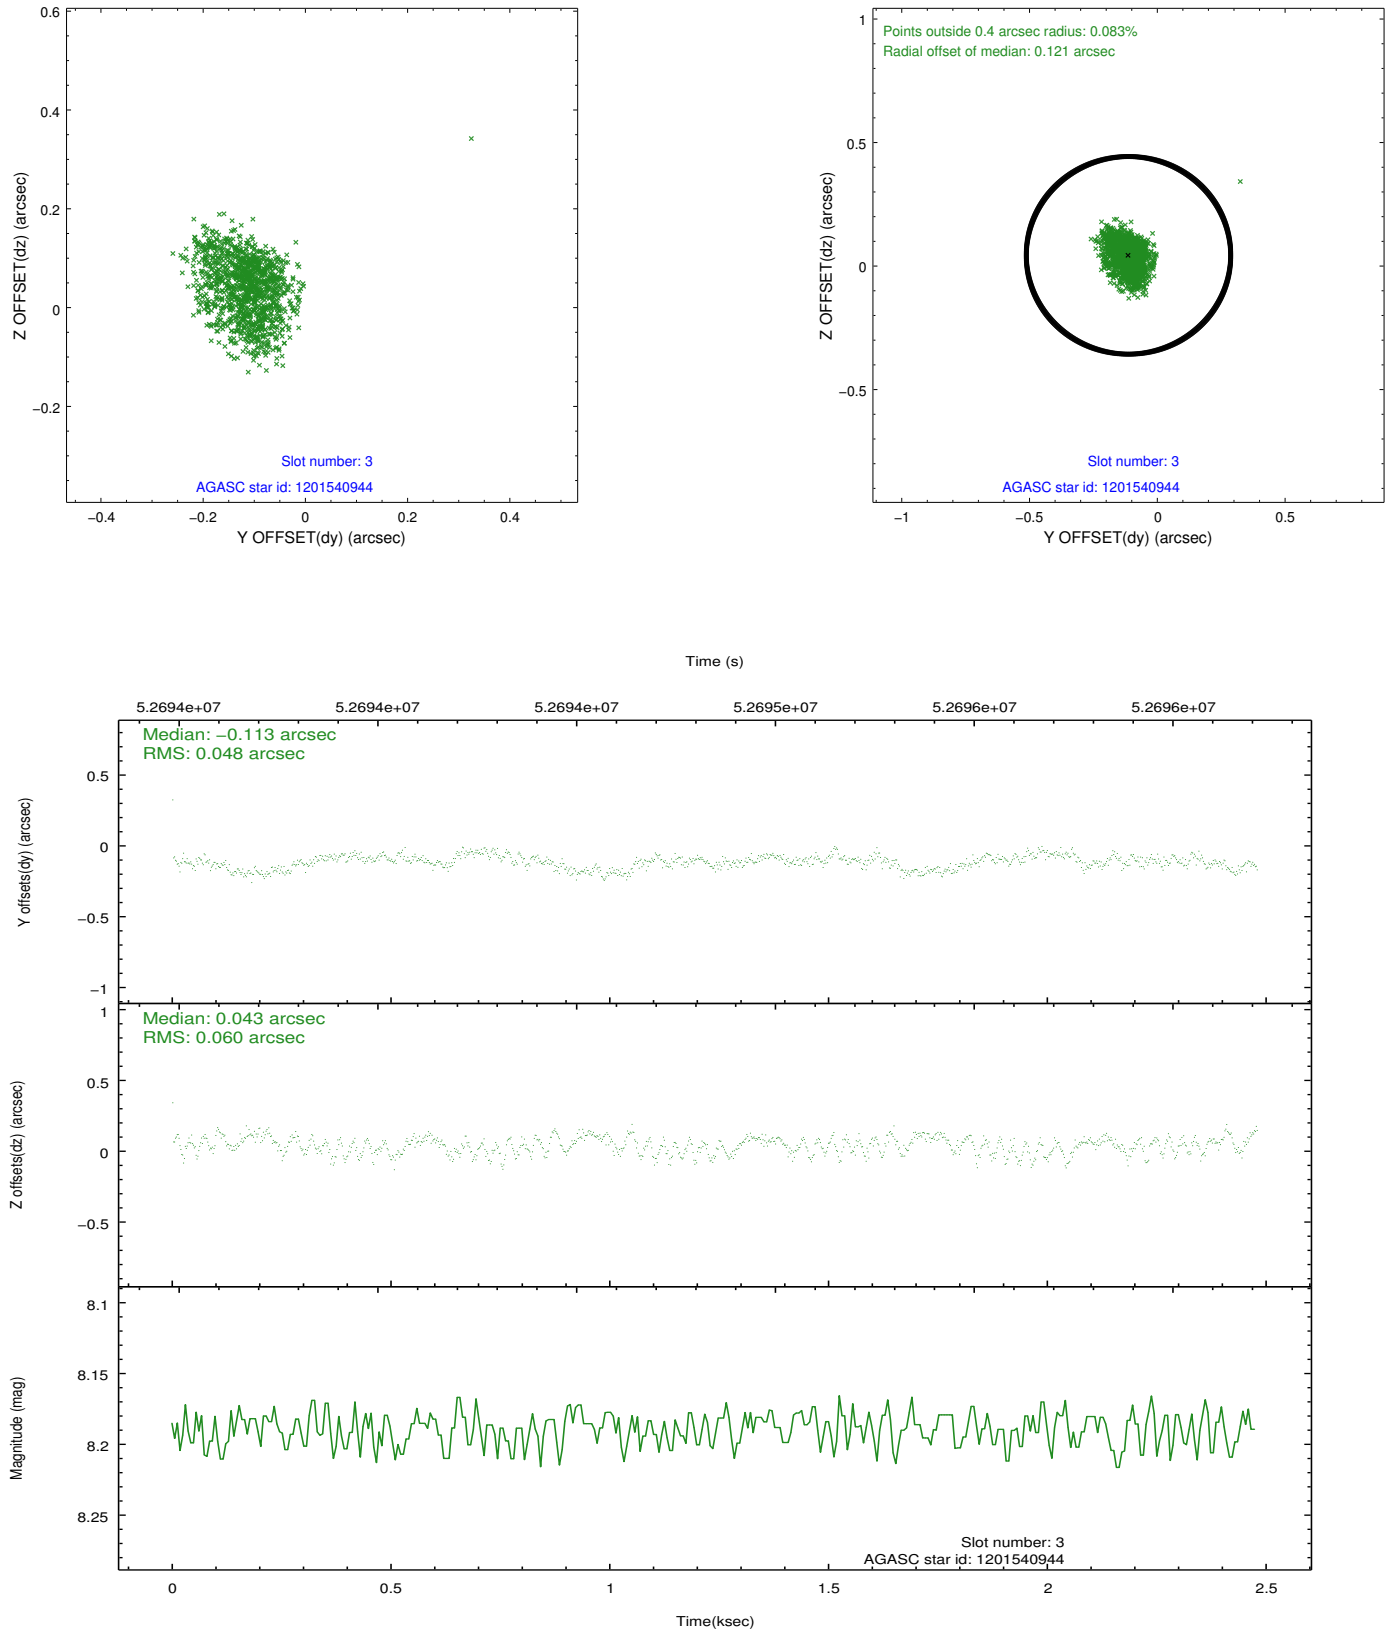 0.6
0.4
0.2
0
−0.2
Z OFFSET(dz) (arcsec)
Slot number: 3
AGASC star id: 1201540944
−0.4 −0.2 0 0.2 0.4
Y OFFSET(dy) (arcsec)
Points outside 0.4 arcsec radius: 0.083%
Radial offset of median: 0.121 arcsec
1
0.5
0
−0.5
Z OFFSET(dz) (arcsec)
Slot number: 3
AGASC star id: 1201540944
−1 −0.5 0 0.5
Y OFFSET(dy) (arcsec)
Time (s)
5.2694e+07 5.2694e+07 5.2694e+07 5.2695e+07 5.2696e+07 5.2696e+07
Median: −0.113 arcsec
RMS: 0.048 arcsec
0.5
0
−0.5
−1
Y offsets(dy) (arcsec)
Median: 0.043 arcsec
RMS: 0.060 arcsec
1
0.5
0
−0.5
Z offsets(dz) (arcsec)
8.1
8.15
8.2
8.25
Magnitude (mag)
Slot number: 3
AGASC star id: 1201540944
0 0.5 1 1.5 2 2.5
Time(ksec)